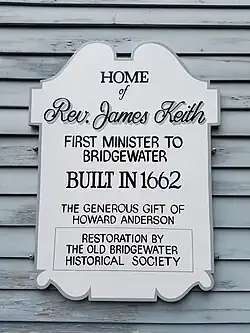 HOME
of
Rev. James Keith
FIRST MINISTER TO
BRIDGEWATER
BUILT IN 1662
THE GENEROUS GIFT OF
HOWARD ANDERSON
RESTORATION BY
THE OLD BRIDGEWATER
HISTORICAL SOCIETY